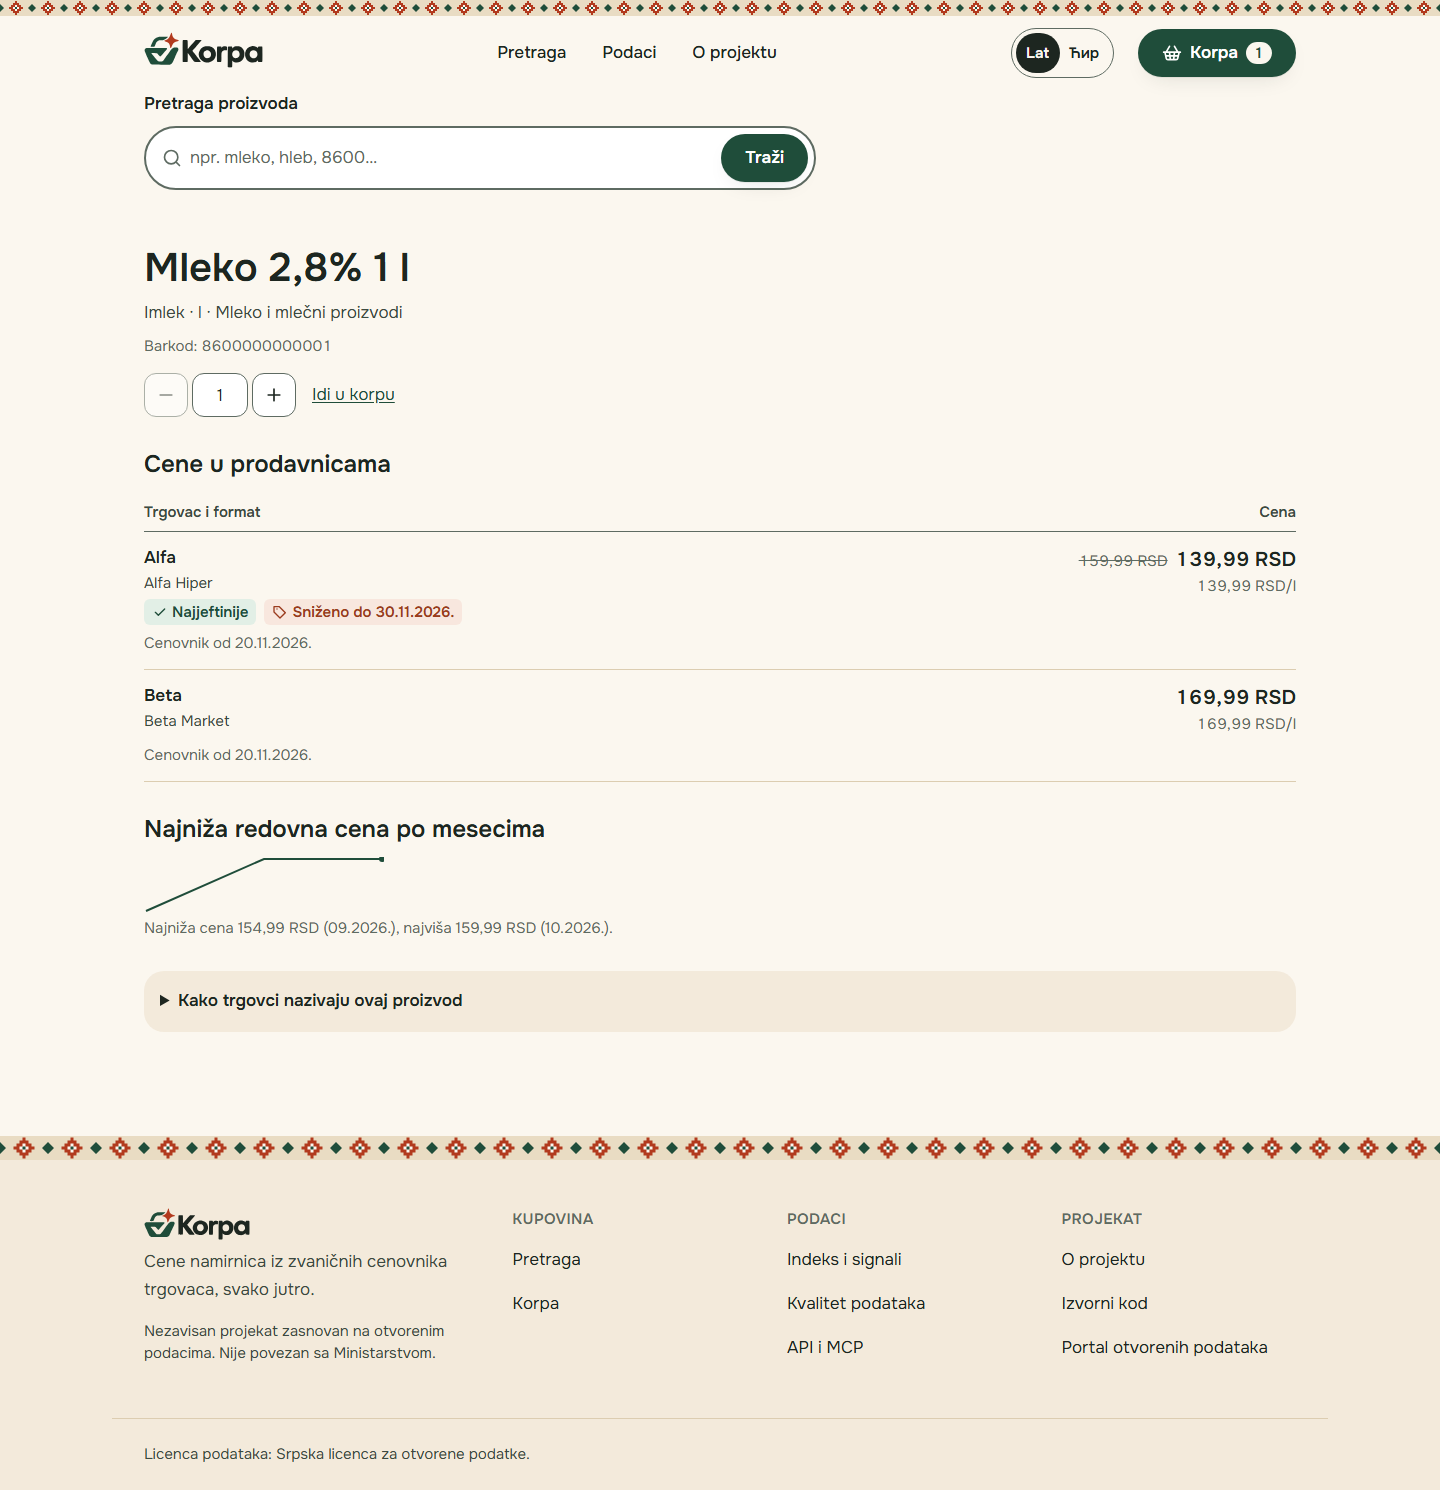 Korpa
Pretraga
Podaci
O projektu
Lat
Ћир
Korpa 1
Pretraga proizvoda
npr. mleko, hleb, 8600...
Traži
Mleko 2,8% 1 l
Imlek · l · Mleko i mlečni proizvodi
Barkod: 8600000000001
1
Idi u korpu
Cene u prodavnicama
Trgovac i format
Cena
Alfa
159,99 RSD 139,99 RSD
Alfa Hiper
139,99 RSD/l
Najjeftinije
Sniženo do 30.11.2026.
Cenovnik od 20.11.2026.
Beta
169,99 RSD
Beta Market
169,99 RSD/l
Cenovnik od 20.11.2026.
Najniža redovna cena po mesecima
Najniža cena 154,99 RSD (09.2026.), najviša 159,99 RSD (10.2026.).
Kako trgovci nazivaju ovaj proizvod
Korpa
Cene namirnica iz zvaničnih cenovnika
trgovaca, svako jutro.
Nezavisan projekat zasnovan na otvorenim
podacima. Nije povezan sa Ministarstvom.
KUPOVINA
Pretraga
Korpa
PODACI
Indeks i signali
Kvalitet podataka
API i MCP
PROJEKAT
O projektu
Izvorni kod
Portal otvorenih podataka
Licenca podataka: Srpska licenca za otvorene podatke.